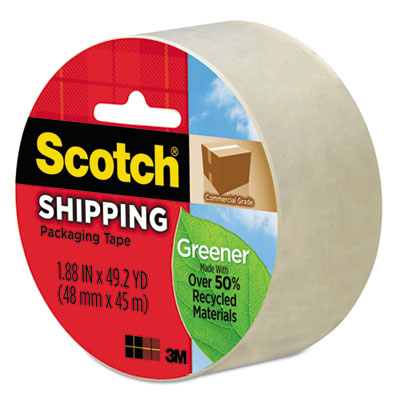 Scotch®
SHIPPING
Packaging Tape
1.88 IN x 49.2 YD
(48 mm x 45 m)
3M
Commercial Grade
Greener
Made With
Over 50%
Recycled
Materials